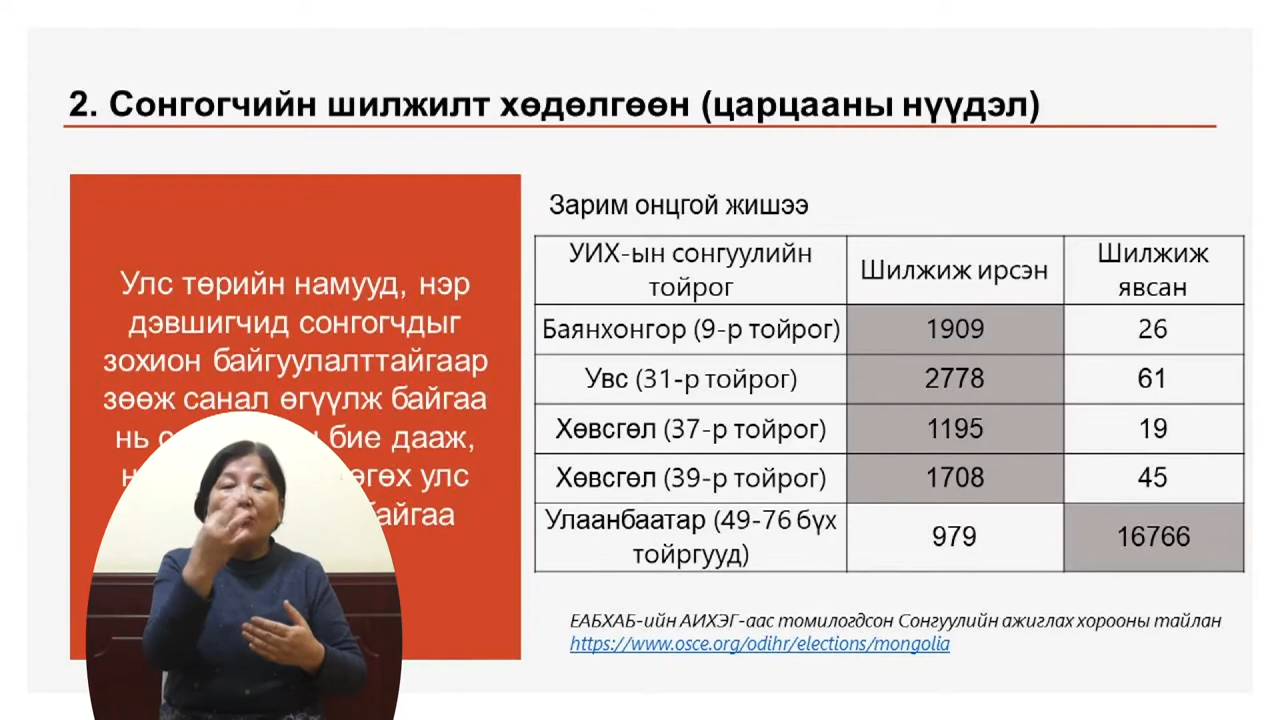 2. Сонгогчийн шилжилт хөдөлгөөн (царцааны нүүдэл)
Улс төрийн намууд, нэр
дэвшигчид сонгогчдыг
зохион байгуулалттайгаар
зөөж санал өгүүлж байгаа
нь бие дааж,
өгөх улс
байгаа
Зарим онцгой жишээ
УИХ-ын сонгуулийн
тойрог
Шилжиж ирсэн
Шилжиж
явсан
Баянхонгор (9-р тойрог) 1909 26
Увс (31-р тойрог) 2778 61
Хөвсгөл (37-р тойрог) 1195 19
Хөвсгөл (39-р тойрог) 1708 45
Улаанбаатар (49-76 бүх
тойргууд) 979 16766
ЕАБХАБ-ийн АИХЭГ-аас томилогдсон Сонгуулийн ажиглах хорооны тайлан
https://www.osce.org/odihr/elections/mongolia